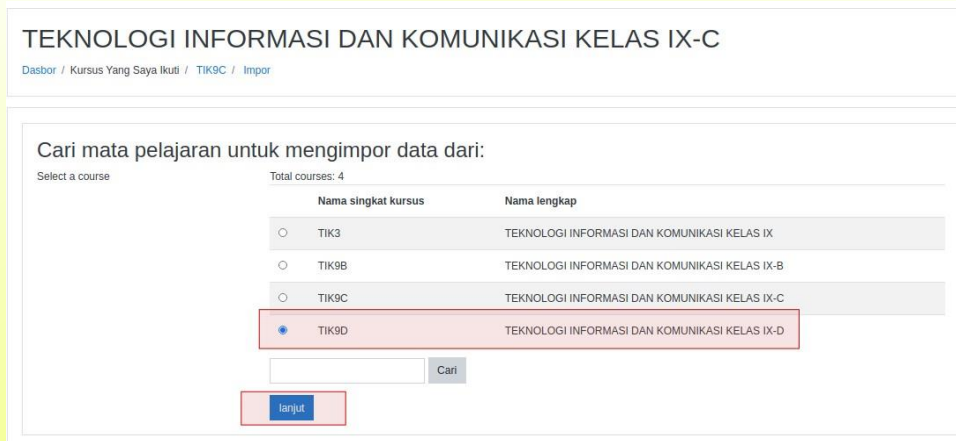 TEKNOLOGI INFORMASI DAN KOMUNIKASI KELAS IX-C
Dasbor / Kursus Yang Saya Ikuti / TIK9C / Impor
Cari mata pelajaran untuk mengimpor data dari:
Select a course
Total courses: 4
Nama singkat kursus Nama lengkap
TIK3 TEKNOLOGI INFORMASI DAN KOMUNIKASI KELAS IX
TIK9B TEKNOLOGI INFORMASI DAN KOMUNIKASI KELAS IX-B
TIK9C TEKNOLOGI INFORMASI DAN KOMUNIKASI KELAS IX-C
TIK9D TEKNOLOGI INFORMASI DAN KOMUNIKASI KELAS IX-D
Cari
lanjut